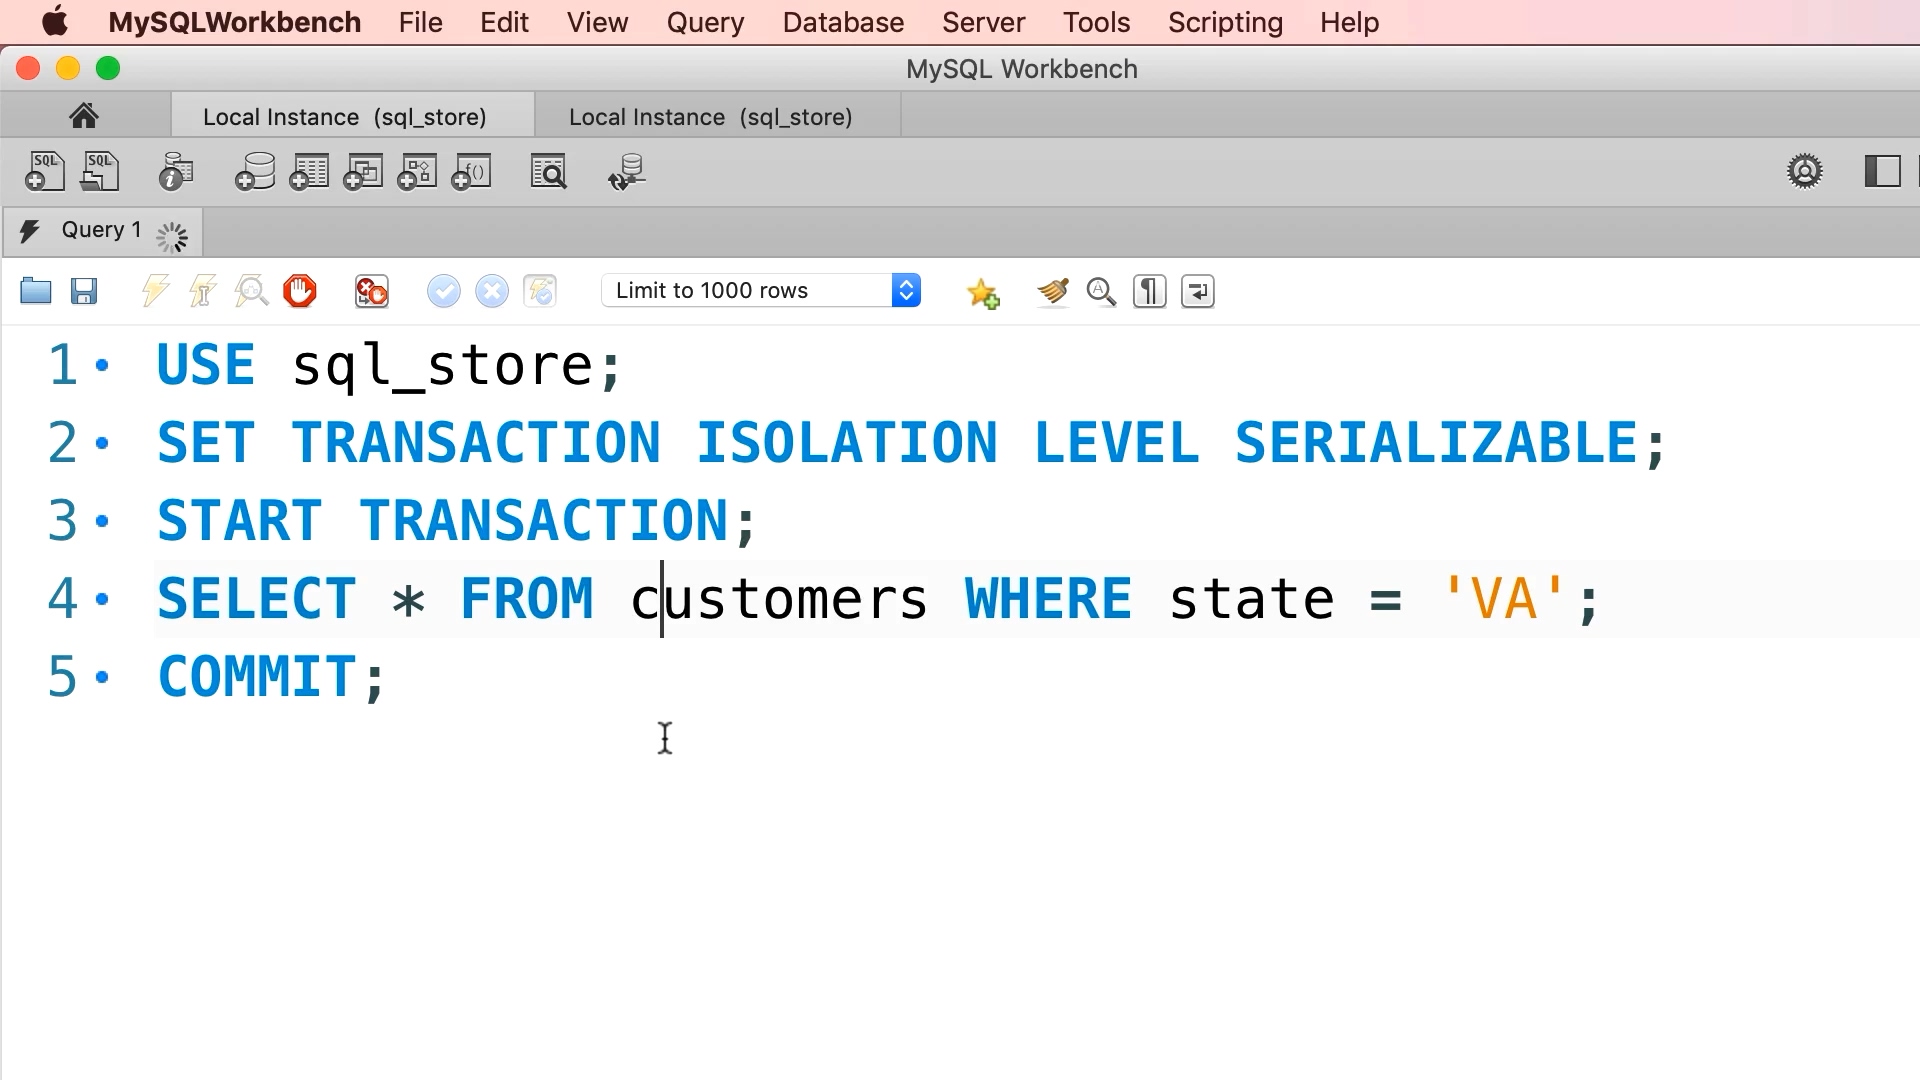 MySQLWorkbench File Edit View Query Database Server Tools Scripting Help
MySQL Workbench
Local Instance (sql_store) Local Instance (sql_store)
SQL SQL
Query 1
Limit to 1000 rows
1 USE sql_store;
2 SET TRANSACTION ISOLATION LEVEL SERIALIZABLE;
3 START TRANSACTION;
4 SELECT * FROM customers WHERE state = 'VA';
5 COMMIT;